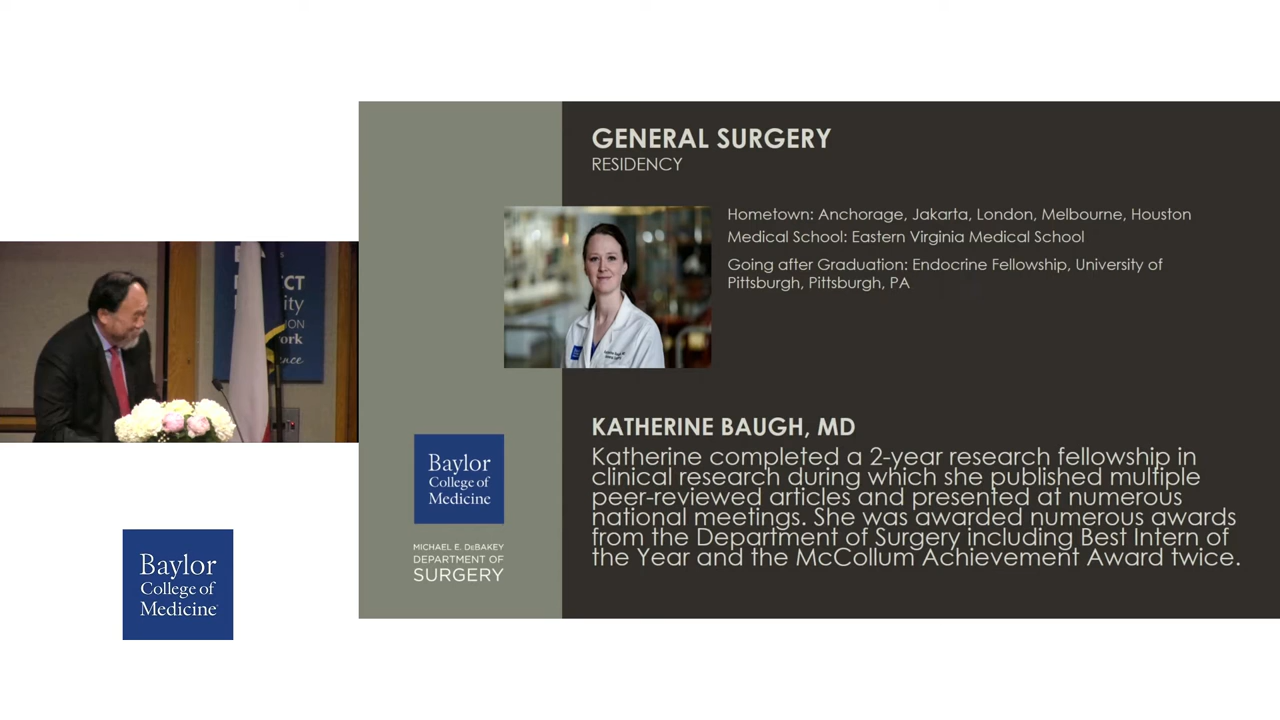 GENERAL SURGERY
RESIDENCY
Hometown: Anchorage, Jakarta, London, Melbourne, Houston
Medical School: Eastern Virginia Medical School
Going after Graduation: Endocrine Fellowship, University of
Pittsburgh, Pittsburgh, PA
KATHERINE BAUGH, MD
Katherine completed a 2-year research fellowship in
clinical research during which she published multiple
peer-reviewed articles and presented at numerous
national meetings. She was awarded numerous awards
from the Department of Surgery including Best Intern of
the Year and the McCollum Achievement Award twice.
Baylor
College of
Medicine
MICHAEL E. DEBAKEY
DEPARTMENT OF
SURGERY
Baylor
College of
Medicine